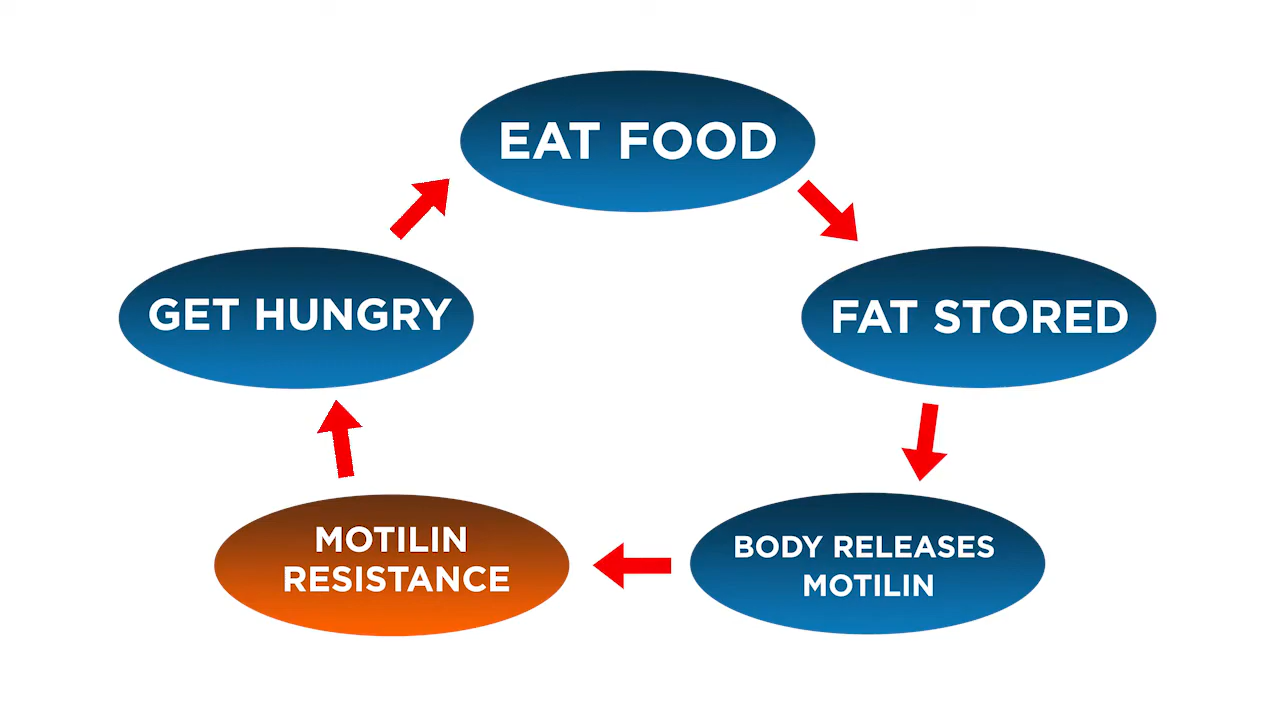 EAT FOOD
FAT STORED
BODY RELEASES
MOTILIN
MOTILIN
RESISTANCE
GET HUNGRY